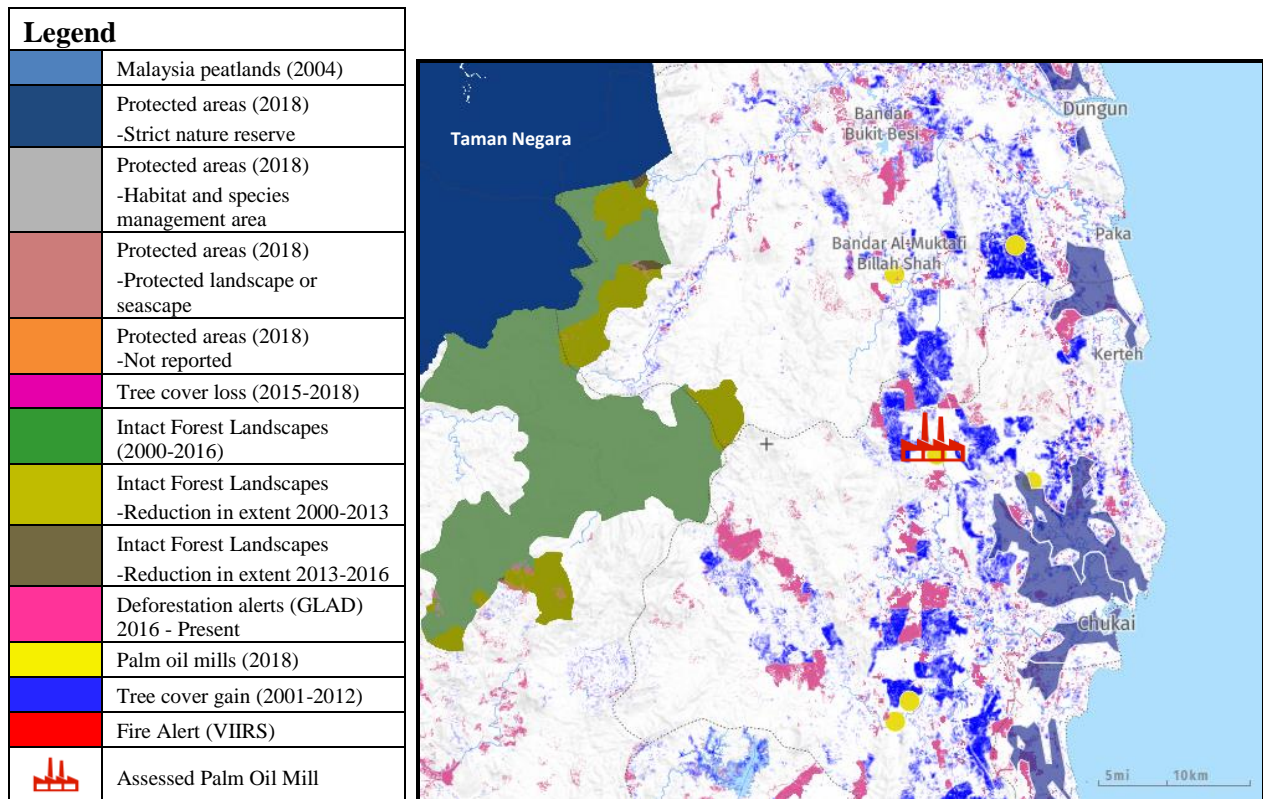 Legend
Malaysia peatlands (2004)
Protected areas (2018)
-Strict nature reserve
Protected areas (2018)
-Habitat and species
management area
Protected areas (2018)
-Protected landscape or
seascape
Protected areas (2018)
-Not reported
Tree cover loss (2015-2018)
Intact Forest Landscapes
(2000-2016)
Intact Forest Landscapes
-Reduction in extent 2000-2013
Intact Forest Landscapes
-Reduction in extent 2013-2016
Deforestation alerts (GLAD)
2016 - Present
Palm oil mills (2018)
Tree cover gain (2001-2012)
Fire Alert (VIIRS)
Assessed Palm Oil Mill
Taman Negara
Bandar
Bukit Besi
Dungun
Paka
Bandar Al-Muktafi
Billah Shah
Kerteh
Chukai
5mi
10km